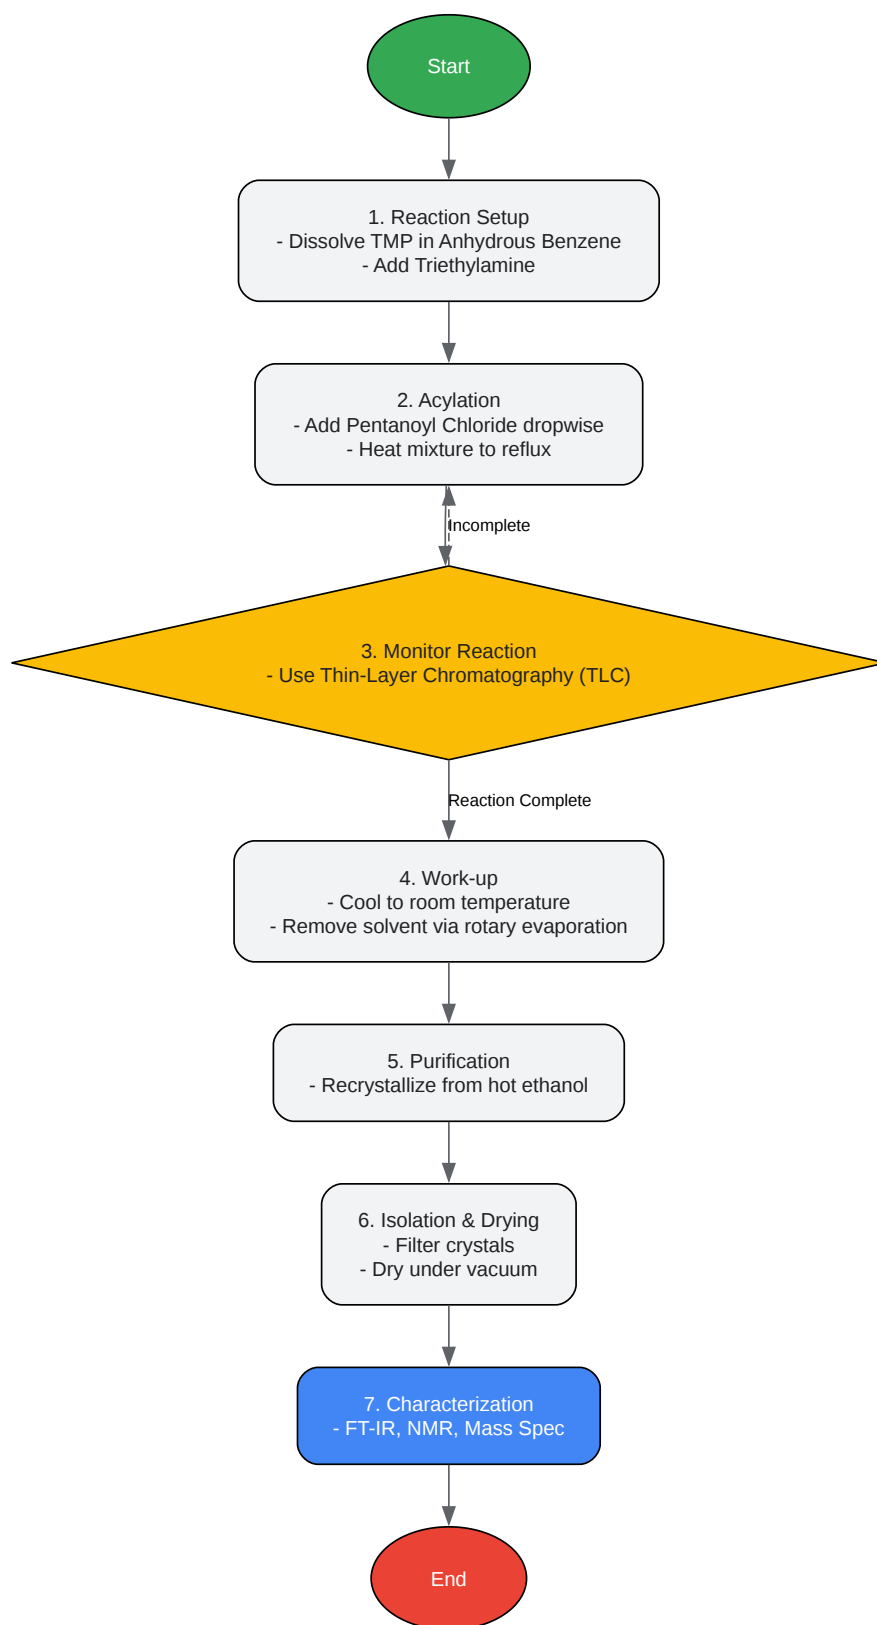 Start
1. Reaction Setup
- Dissolve TMP in Anhydrous Benzene
- Add Triethylamine
2. Acylation
- Add Pentanoyl Chloride dropwise
- Heat mixture to reflux
Incomplete
3. Monitor Reaction
- Use Thin-Layer Chromatography (TLC)
Reaction Complete
4. Work-up
- Cool to room temperature
- Remove solvent via rotary evaporation
5. Purification
- Recrystallize from hot ethanol
6. Isolation & Drying
- Filter crystals
- Dry under vacuum
7. Characterization
- FT-IR, NMR, Mass Spec
End